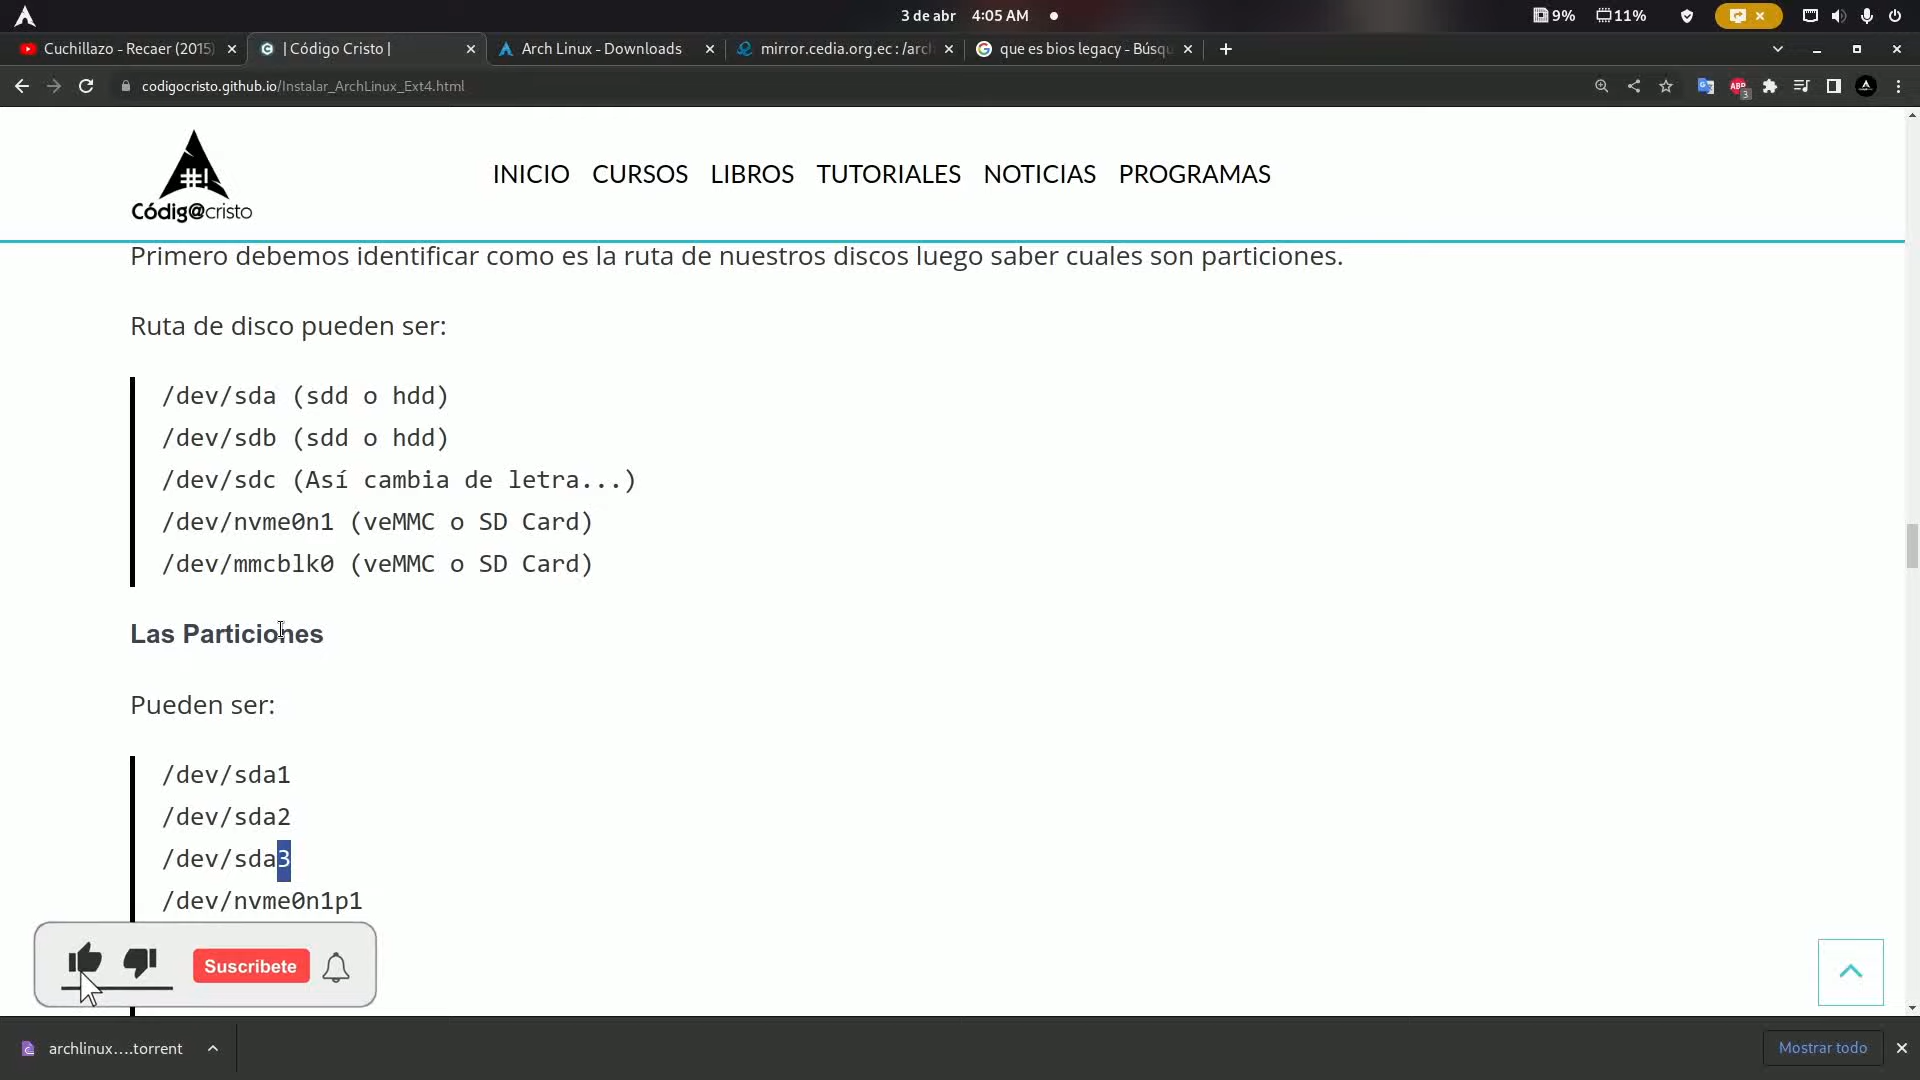 3 de abr 4:05 AM
9% 11%
Cuchillazo - Recaer (2015)
| Código Cristo |
Arch Linux - Downloads
mirror.cedia.org.ec : /arch
que es bios legacy - Búsqu
codigocristo.github.io/Instalar_ArchLinux_Ext4.html
ABP
3
#!
Códig@cristo
INICIO CURSOS LIBROS TUTORIALES NOTICIAS PROGRAMAS
Primero debemos identificar como es la ruta de nuestros discos luego saber cuales son particiones.
Ruta de disco pueden ser:
/dev/sda (sdd o hdd)
/dev/sdb (sdd o hdd)
/dev/sdc (Así cambia de letra...)
/dev/nvme0n1 (veMMC o SD Card)
/dev/mmcblk0 (veMMC o SD Card)
Las Particiones
Pueden ser:
/dev/sda1
/dev/sda2
/dev/sda3
/dev/nvme0n1p1
Suscribete
archlinux....torrent
Mostrar todo